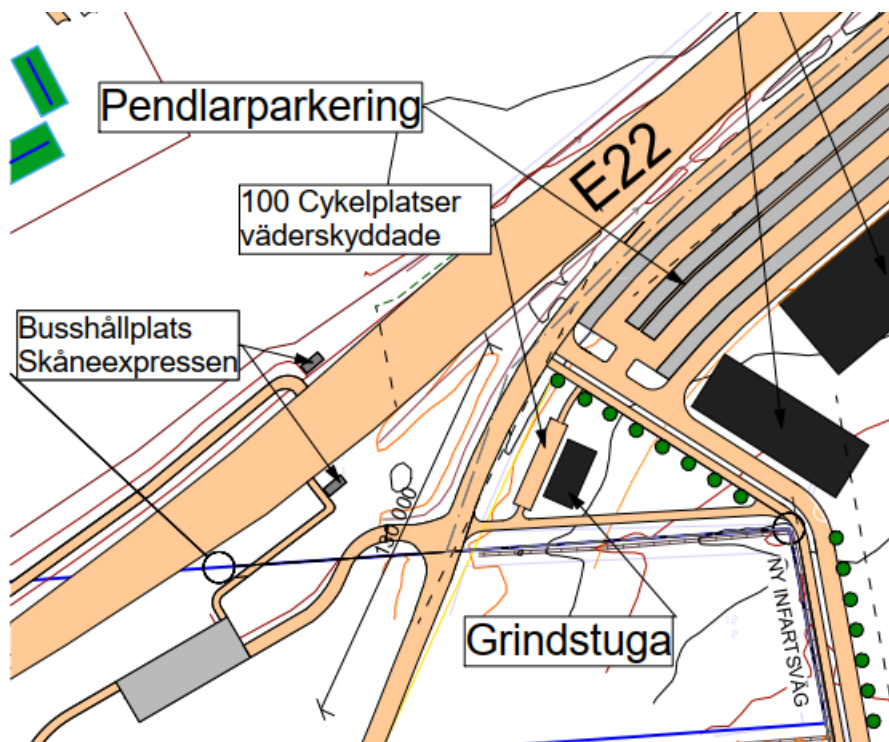 Pendlarparkering
E22
100 Cykelplatser
väderskyddade
Busshållplats
Skåneexpressen
Grindstuga
NY INFARTSVÄG